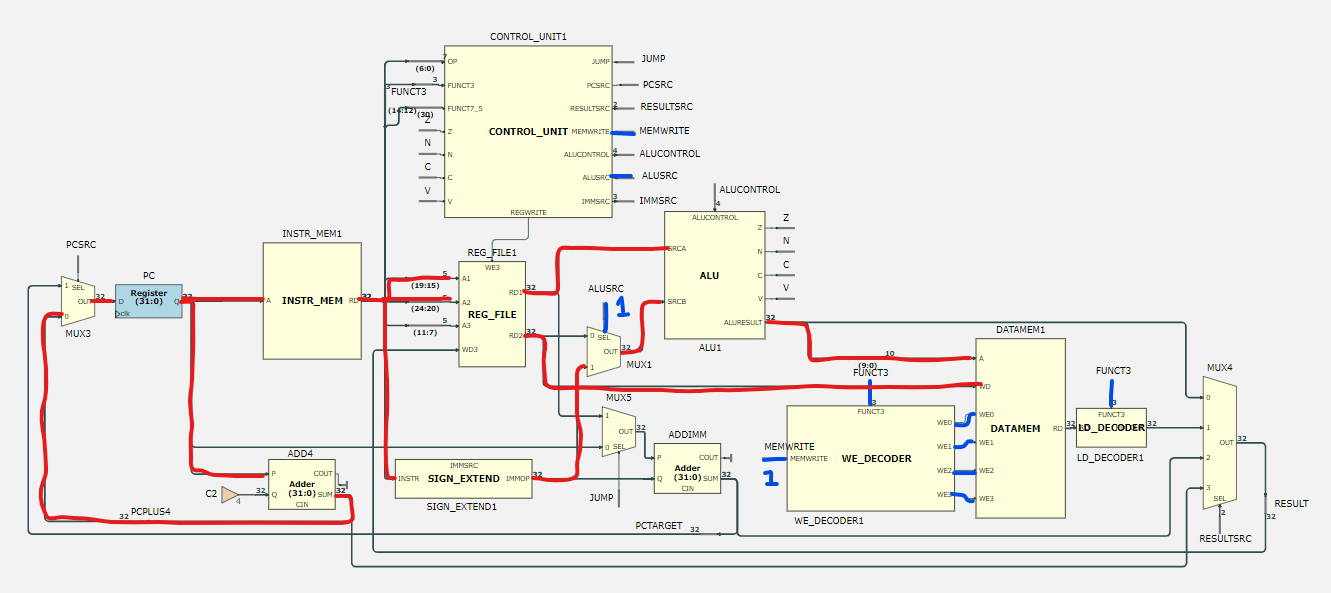 CONTROL_UNIT1
7
OP
(6:0)
3
FUNCT3
3
FUNCT3
(14:12)
(30)
FUNCT7_5
Z
Z
N
N
C
C
V
V
CONTROL_UNIT
JUMP
JUMP
PCSRC
PCSRC
RESULTSRC
2
RESULTSRC
MEMWRITE
MEMWRITE
ALUCONTROL
4
ALUCONTROL
ALUSRC
ALUSRC
IMMSRC
3
IMMSRC
REGWRITE
ALUCONTROL
4
ALUCONTROL
Z
Z
N
N
C
C
V
V
SRCA
ALU
SRCB
ALURESULT
32
ALU1
PCSRC
1
SEL
OUT
32
0
MUX3
PC
Register
(31:0)
D
Q
32
clk
INSTR_MEM1
A
INSTR_MEM
RD
32
REG_FILE1
WE3
5
A1
(19:15)
5
A2
(24:20)
5
A3
(11:7)
WD3
REG_FILE
RD1
32
RD2
32
ALUSRC
1
0
SEL
OUT
32
1
MUX1
MUX5
1
OUT
32
0
SEL
JUMP
ADDIMM
P
COUT
Adder
(31:0)
Q
SUM
32
CIN
10
(9:0)
FUNCT3
3
FUNCT3
MEMWRITE
MEMWRITE
1
WE_DECODER
WE0
WE1
WE2
WE3
WE_DECODER1
DATAMEM1
A
WD
WE0
WE1
WE2
WE3
DATAMEM
RD
32
FUNCT3
3
FUNCT3
LD_DECODER
32
LD_DECODER1
MUX4
0
1
OUT
32
2
3
SEL
2
RESULTSRC
RESULT
32
ADD4
P
COUT
Adder
(31:0)
Q
SUM
32
CIN
C2
4
32
PCPLUS4
32
IMMSRC
INSTR
SIGN_EXTEND
IMMOP
32
SIGN_EXTEND1
PCTARGET
32